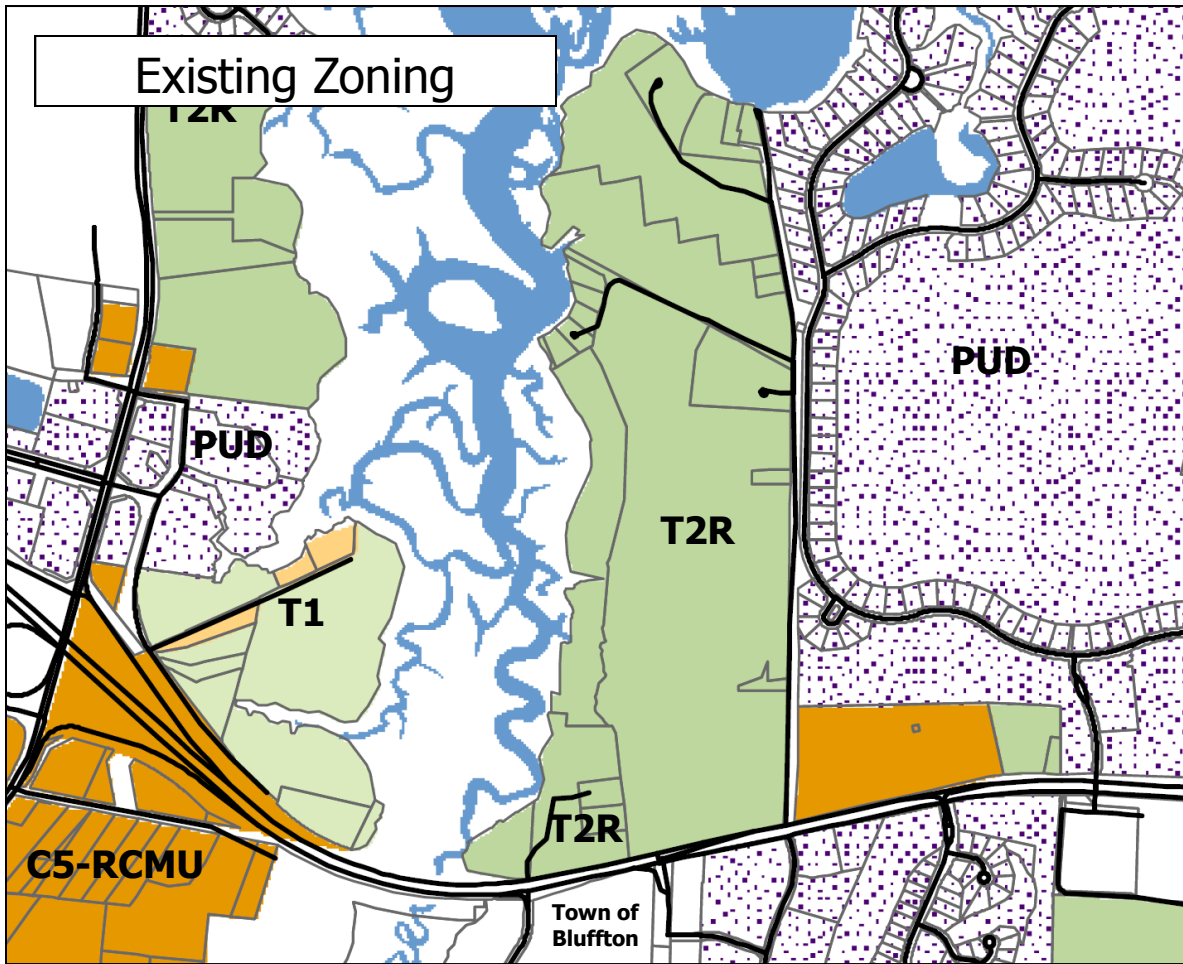 Existing Zoning
T2R
PUD
PUD
T2R
T1
T2R
C5-RCMU
Town of
Bluffton